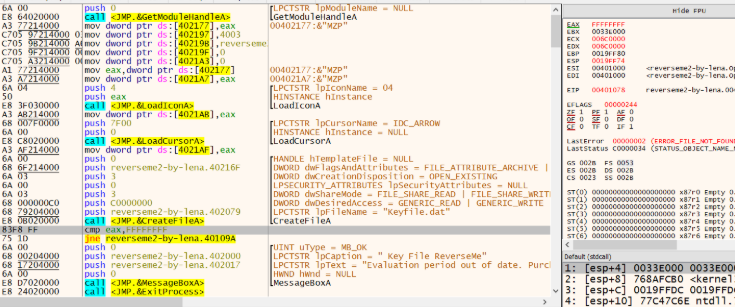 6A 00 push 0 LPCTSTR lpModuleName = NULL
E8 64020000 call <JMP.&GetModuleHandleA> GetModuleHandleA
A3 77214000 mov dword ptr ds:[402177],eax 00402177:&"MZP"
C705 97214000 mov dword ptr ds:[402197],4003
C705 9B214000 mov dword ptr ds:[40219B],reverseme
C705 9F214000 mov dword ptr ds:[40219F],0
C705 A3214000 mov dword ptr ds:[4021A3],0
A1 77214000 mov eax,dword ptr ds:[402177] 00402177:&"MZP"
A3 A7214000 mov dword ptr ds:[4021A7],eax 004021A7:&"MZP"
6A 04 push 4 LPCTSTR lpIconName = 04
50 push eax HINSTANCE hInstance
E8 3F030000 call <JMP.&LoadIconA> LoadIconA
A3 AB214000 mov dword ptr ds:[4021AB],eax
68 007F0000 push 7F00 LPCTSTR lpCursorName = IDC_ARROW
6A 00 push 0 HINSTANCE hInstance = NULL
E8 C8020000 call <JMP.&LoadCursorA> LoadCursorA
A3 AF214000 mov dword ptr ds:[4021AF],eax
6A 00 push 0 HANDLE hTemplateFile = NULL
68 6F214000 push reverseme2-by-lena.40216F DWORD dwFlagsAndAttributes = FILE_ATTRIBUTE_ARCHIVE |
6A 03 push 3 DWORD dwCreationDisposition = OPEN_EXISTING
6A 00 push 0 LPSECURITY_ATTRIBUTES lpSecurityAttributes = NULL
6A 03 push 3 DWORD dwShareMode = FILE_SHARE_READ | FILE_SHARE_WRITE
68 000000C0 push C0000000 DWORD dwDesiredAccess = GENERIC_READ | GENERIC_WRITE
68 79204000 push reverseme2-by-lena.402079 LPCTSTR lpFileName = "Keyfile.dat"
E8 0B020000 call <JMP.&CreateFileA> CreateFileA
83F8 FF cmp eax,FFFFFFFF
75 1D jne reverseme2-by-lena.40109A
6A 00 push 0 UINT uType = MB_OK
68 00204000 push reverseme2-by-lena.402000 LPCTSTR lpCaption = " Key File ReverseMe"
68 17204000 push reverseme2-by-lena.402017 LPCTSTR lpText = "Evaluation period out of date. Purc
6A 00 push 0 HWND hWnd = NULL
E8 D7020000 call <JMP.&MessageBoxA> MessageBoxA
E8 24020000 call <JMP.&ExitProcess>
Hide FPU
EAX FFFFFFFF
EBX 0033E000
ECX 006C0000
EDX 006C0000
EBP 0019FF80
ESP 0019FF74
ESI 00401000 <reverseme2-by-lena.Op
EDI 00401000 <reverseme2-by-lena.Op
EIP 00401078 reverseme2-by-lena.004
EFLAGS 00000244
ZF 1 PF 1 AF 0
OF 0 SF 0 DF 0
CF 0 TF 0 IF 1
LastError 00000002 (ERROR_FILE_NOT_FOUN
LastStatus C0000034 (STATUS_OBJECT_NAME_N
GS 002B FS 0053
ES 002B DS 002B
CS 0023 SS 002B
ST(0) 00000000000000000000 x87r0 Empty 0.
ST(1) 00000000000000000000 x87r1 Empty 0.
ST(2) 00000000000000000000 x87r2 Empty 0.
ST(3) 00000000000000000000 x87r3 Empty 0.
ST(4) 00000000000000000000 x87r4 Empty 0.
ST(5) 00000000000000000000 x87r5 Empty 0.
ST(6) 00000000000000000000 x87r6 Empty 0.
Default (stdcall)
1: [esp+4] 0033E000 0033E000
2: [esp+8] 768AFCB0 <kernel
3: [esp+C] 0019FFDC 0019FFD
4: [esp+10] 77C47C6E ntdll.